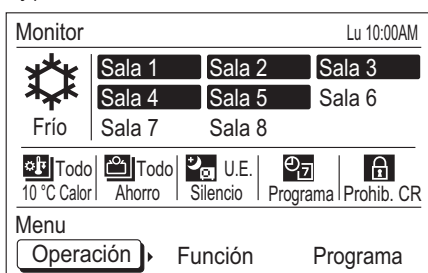 Monitor Lu 10:00AM
Sala 1 Sala 2 Sala 3
Sala 4 Sala 5 Sala 6
Frío Sala 7 Sala 8
Todo Todo U.E. 7
10 °C Calor Ahorro Silencio Programa Prohib. CR
Menu
Operación Función Programa